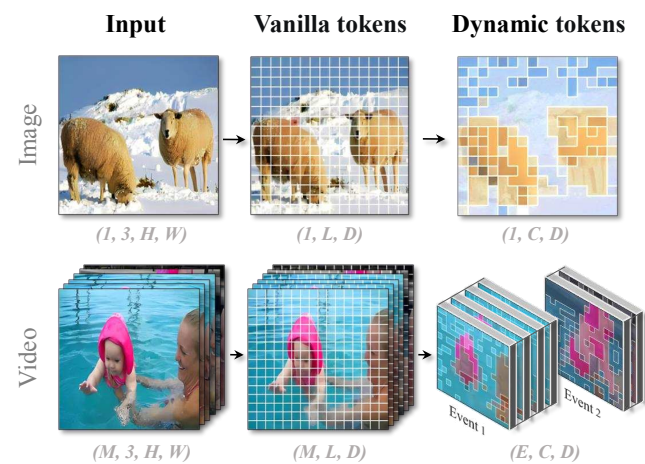 Input Vanilla tokens Dynamic tokens
Image
(1, 3, H, W) (1, L, D) (1, C, D)
Video
Event 1 Event 2
(M, 3, H, W) (M, L, D) (E, C, D)